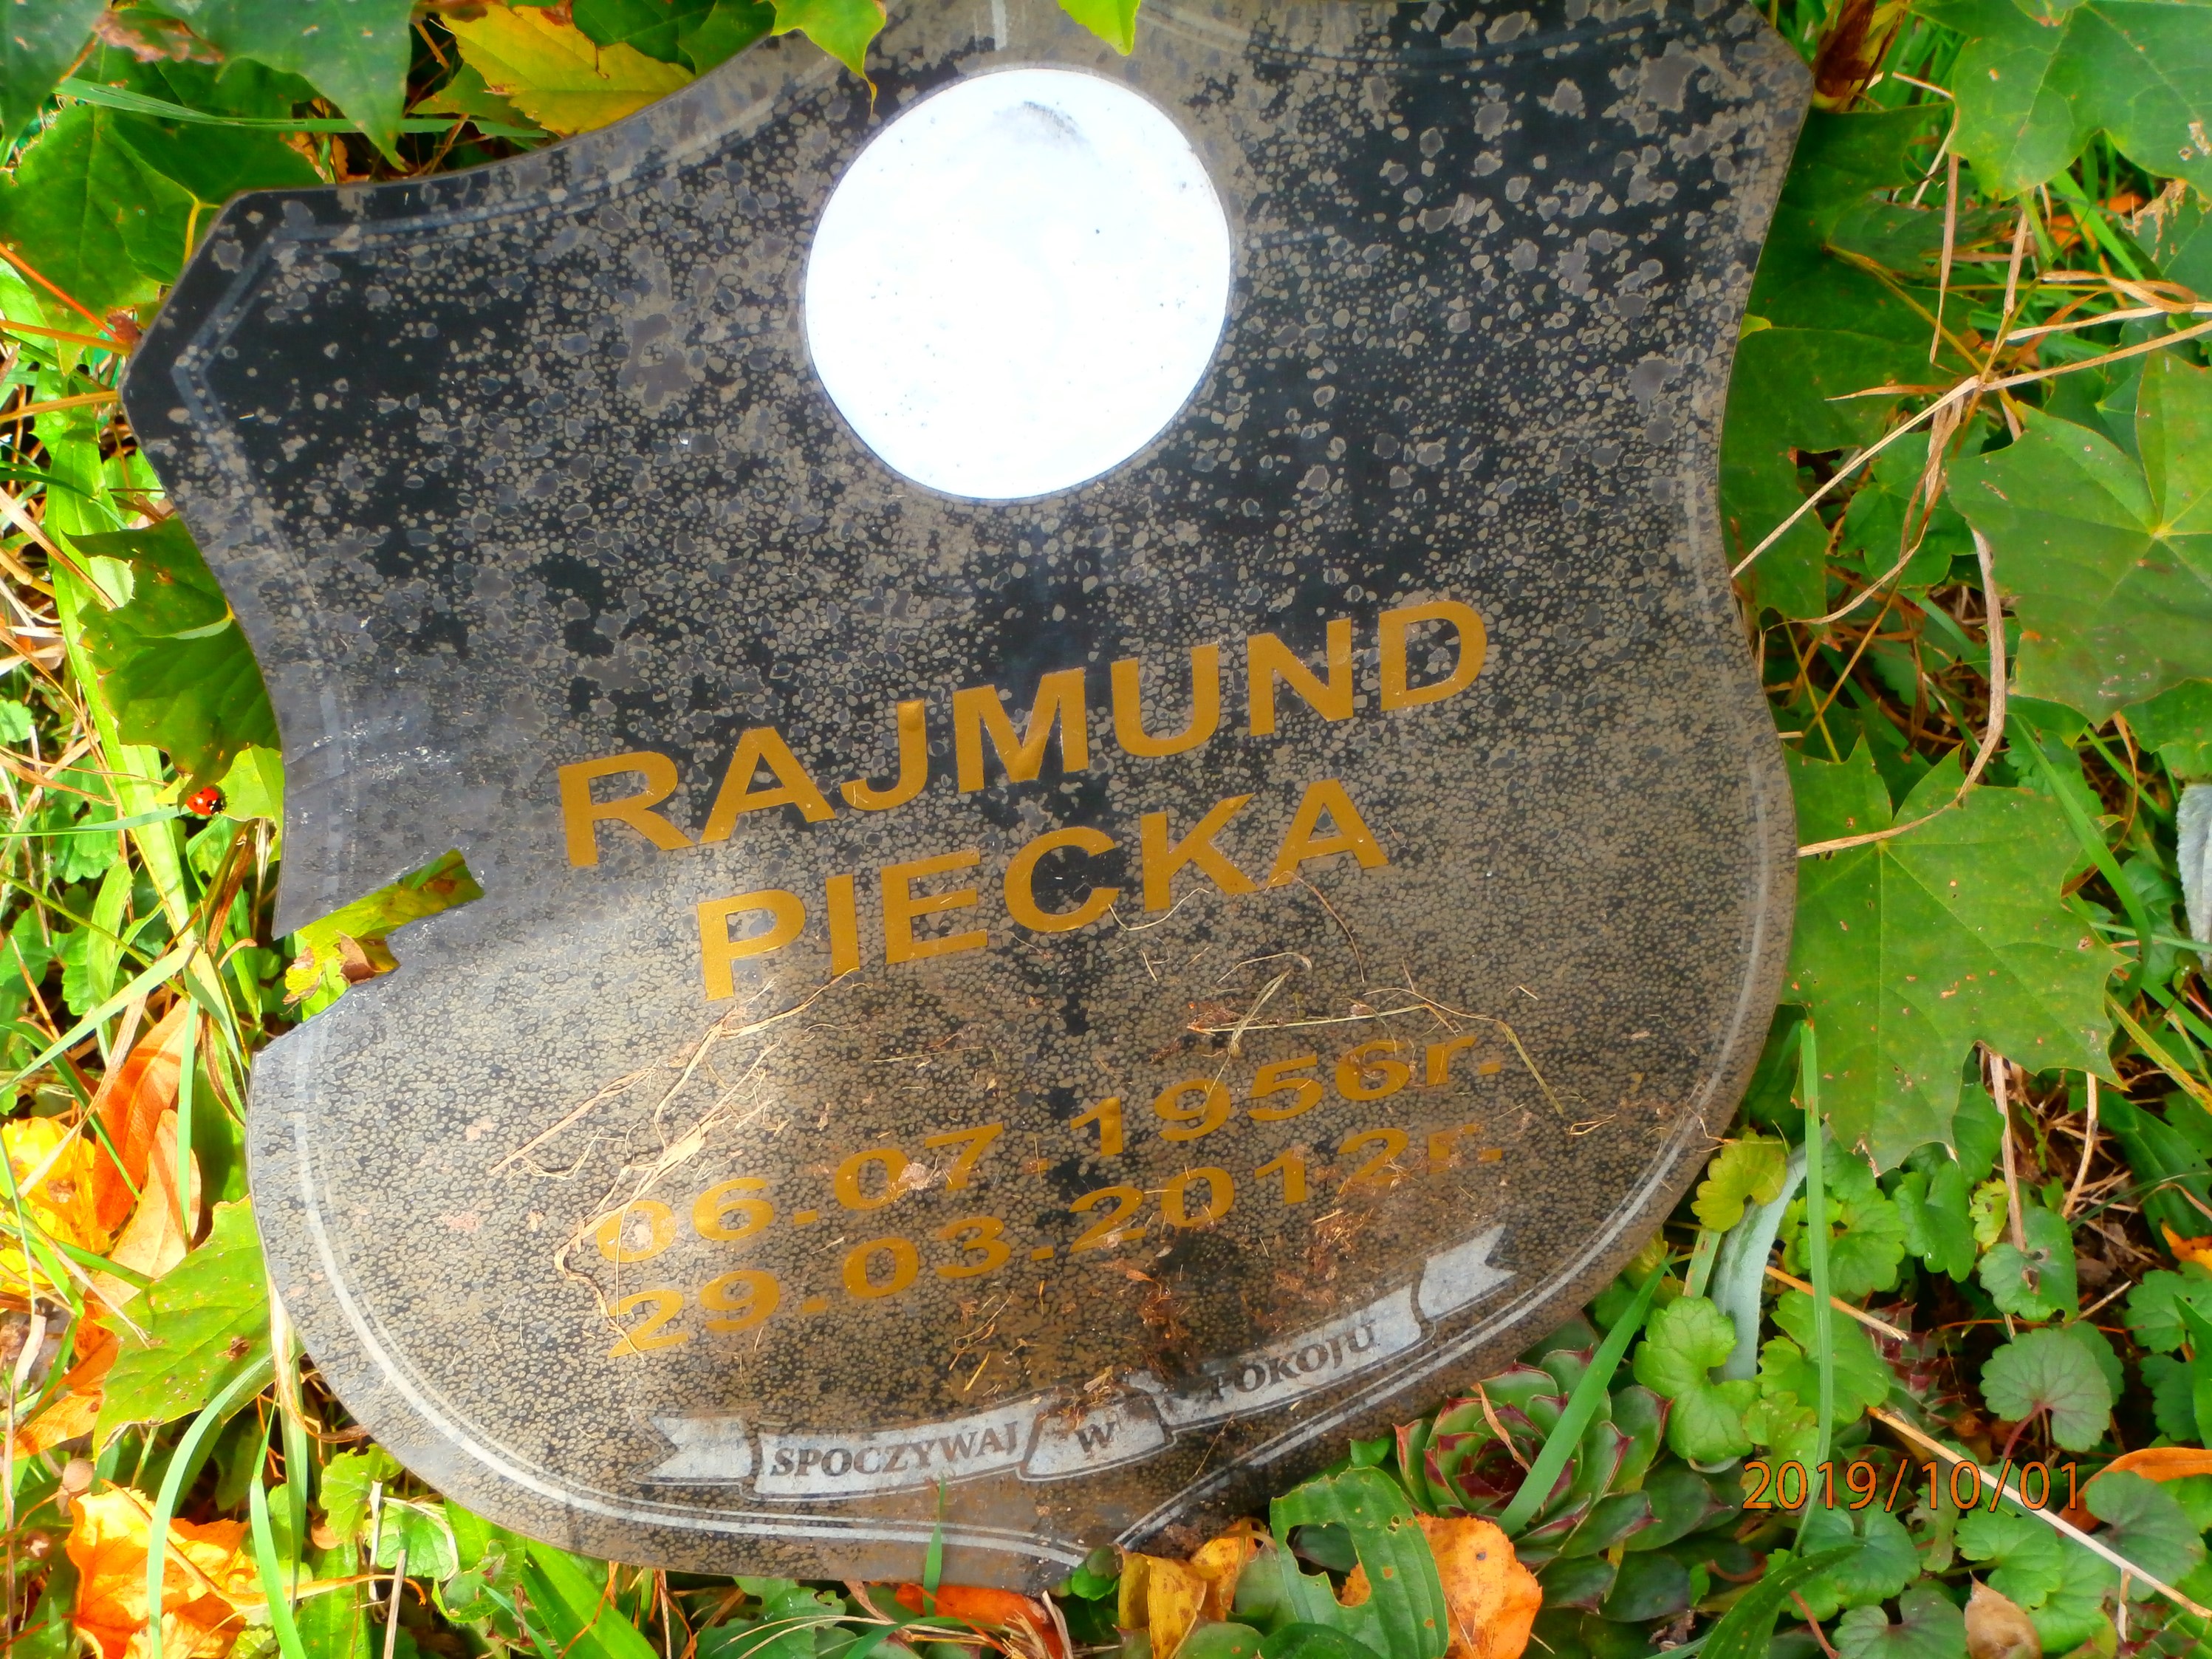 RAJMUND
PIECKA
06.07.1956r.
29.03.2012r.
SPOCZYWAJ W POKOJU
2019/10/01